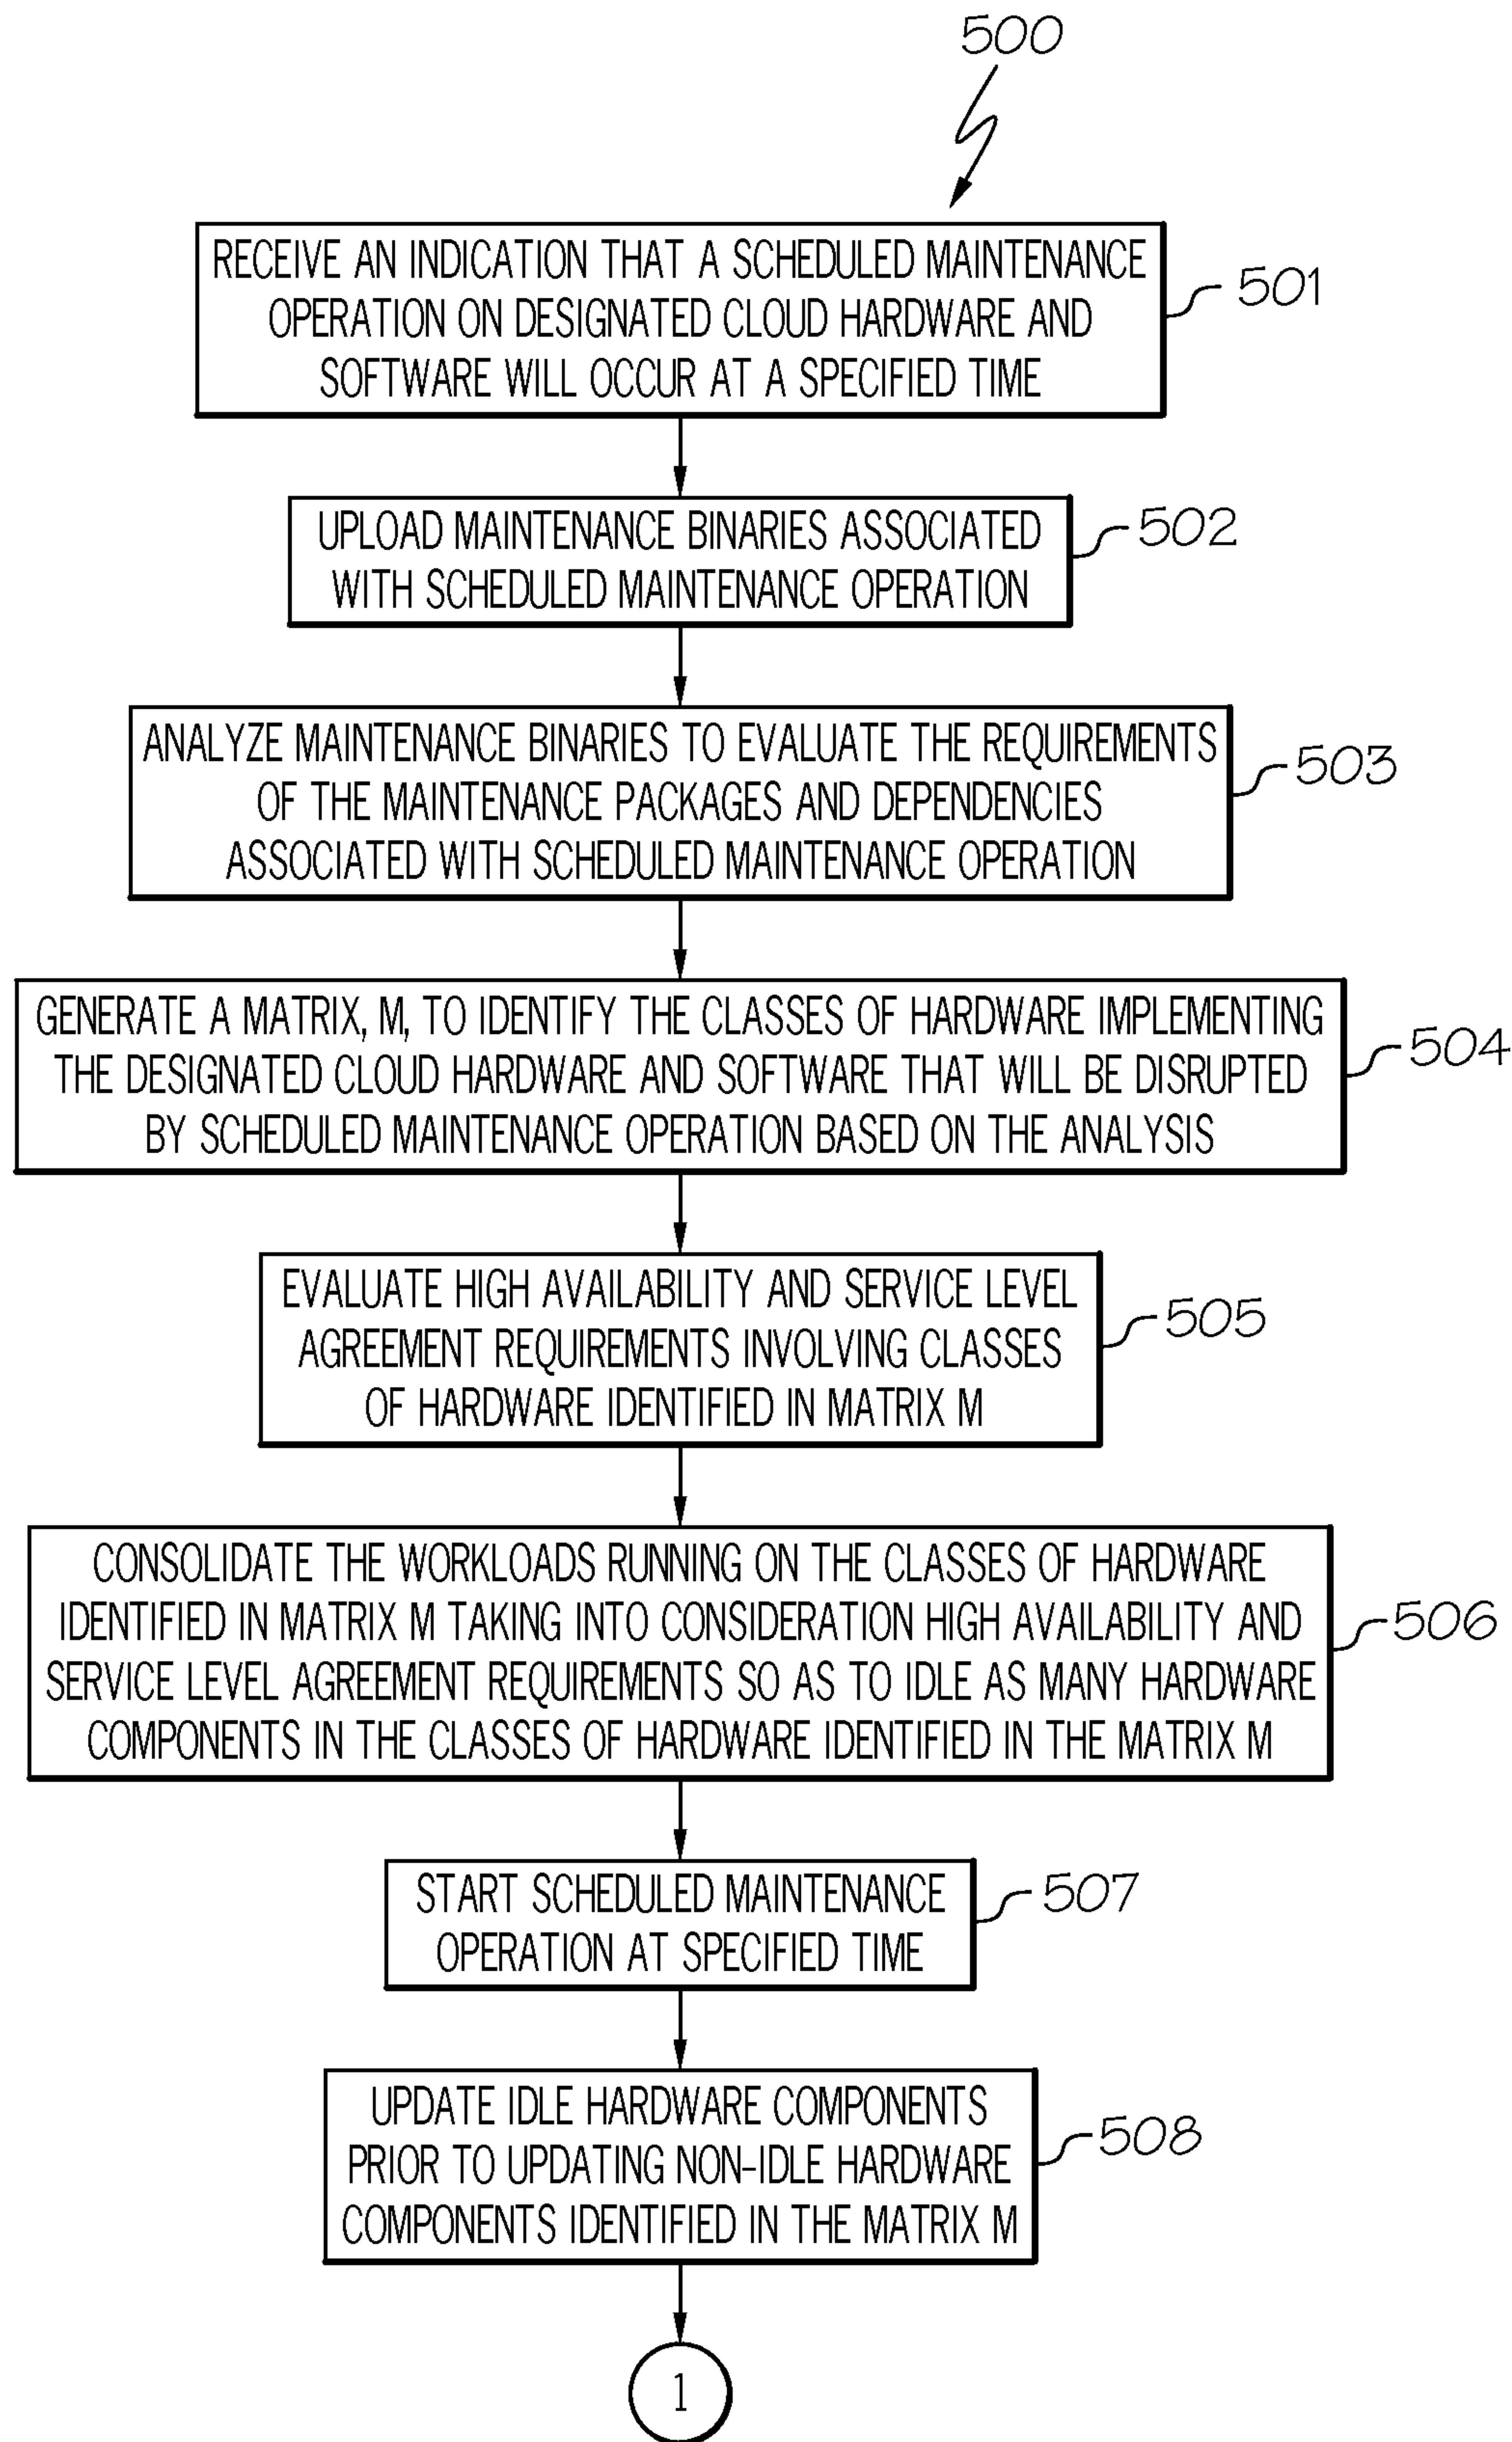 500
RECEIVE AN INDICATION THAT A SCHEDULED MAINTENANCE
OPERATION ON DESIGNATED CLOUD HARDWARE AND
SOFTWARE WILL OCCUR AT A SPECIFIED TIME
501
UPLOAD MAINTENANCE BINARIES ASSOCIATED
WITH SCHEDULED MAINTENANCE OPERATION
502
ANALYZE MAINTENANCE BINARIES TO EVALUATE THE REQUIREMENTS
OF THE MAINTENANCE PACKAGES AND DEPENDENCIES
ASSOCIATED WITH SCHEDULED MAINTENANCE OPERATION
503
GENERATE A MATRIX, M, TO IDENTIFY THE CLASSES OF HARDWARE IMPLEMENTING
THE DESIGNATED CLOUD HARDWARE AND SOFTWARE THAT WILL BE DISRUPTED
BY SCHEDULED MAINTENANCE OPERATION BASED ON THE ANALYSIS
504
EVALUATE HIGH AVAILABILITY AND SERVICE LEVEL
AGREEMENT REQUIREMENTS INVOLVING CLASSES
OF HARDWARE IDENTIFIED IN MATRIX M
505
CONSOLIDATE THE WORKLOADS RUNNING ON THE CLASSES OF HARDWARE
IDENTIFIED IN MATRIX M TAKING INTO CONSIDERATION HIGH AVAILABILITY AND
SERVICE LEVEL AGREEMENT REQUIREMENTS SO AS TO IDLE AS MANY HARDWARE
COMPONENTS IN THE CLASSES OF HARDWARE IDENTIFIED IN THE MATRIX M
506
START SCHEDULED MAINTENANCE
OPERATION AT SPECIFIED TIME
507
UPDATE IDLE HARDWARE COMPONENTS
PRIOR TO UPDATING NON-IDLE HARDWARE
COMPONENTS IDENTIFIED IN THE MATRIX M
508
1